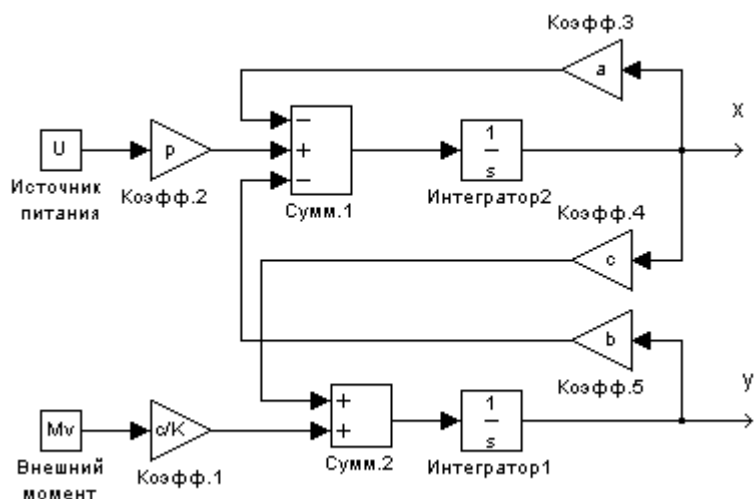 Коэфф.3
a
X
U
p
−
+
−
1
s
Источник
питания
Коэфф.2
Сумм.1
Интегратор2
Коэфф.4
c
b
Коэфф.5
y
Mv
c/K
+
+
1
s
Внешний
момент
Коэфф.1
Сумм.2
Интегратор1